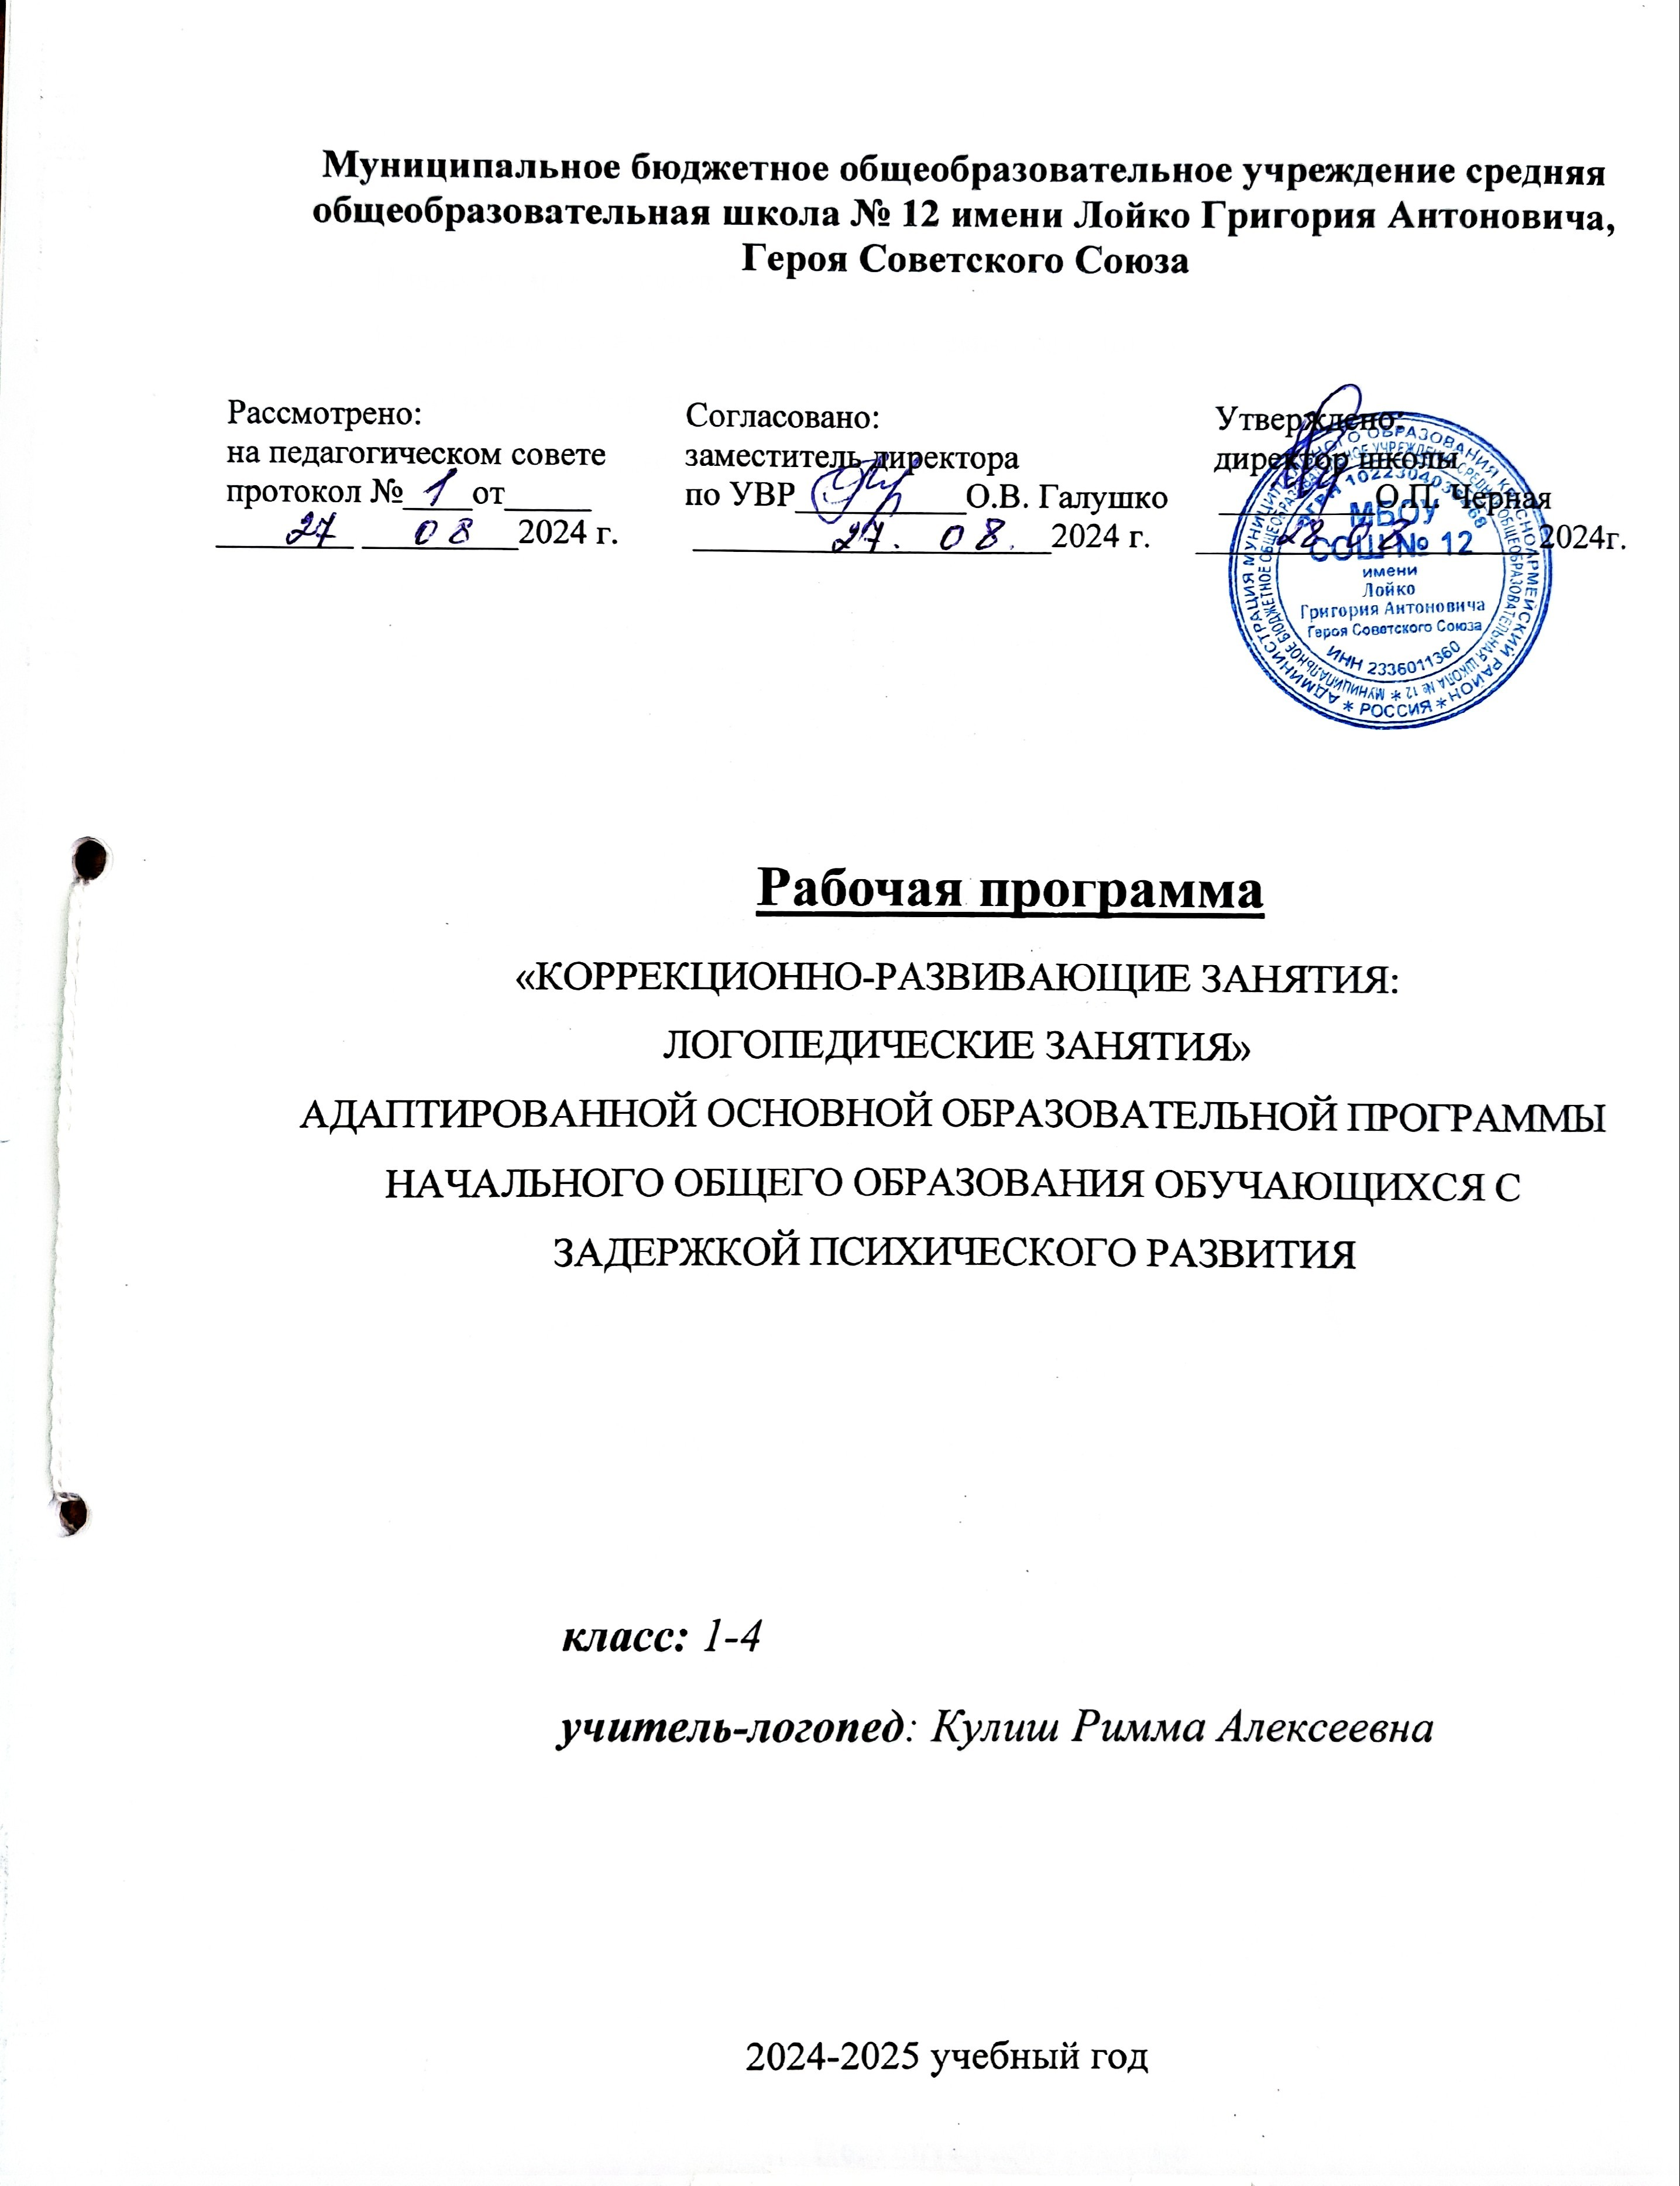 Муниципальное бюджетное общеобразовательное учреждение средняя
общеобразовательная школа № 12 имени Лойко Григория Антоновича,
Героя Советского Союза
Рассмотрено:
на педагогическом совете
протокол № 1 от
27 08 2024 г.
Согласовано:
заместитель директора
по УВР О.В. Галушко
27. 08. 2024 г.
Утверждено:
директор школы
О.П. Черная
2024г.
МБОУ
СОШ № 12
имени
Лойко
Григория Антоновича
Героя Советского Союза
ИНН 2336011360
* РОССИЯ *
Рабочая программа
«КОРРЕКЦИОННО-РАЗВИВАЮЩИЕ ЗАНЯТИЯ:
ЛОГОПЕДИЧЕСКИЕ ЗАНЯТИЯ»
АДАПТИРОВАННОЙ ОСНОВНОЙ ОБРАЗОВАТЕЛЬНОЙ ПРОГРАММЫ
НАЧАЛЬНОГО ОБЩЕГО ОБРАЗОВАНИЯ ОБУЧАЮЩИХСЯ С
ЗАДЕРЖКОЙ ПСИХИЧЕСКОГО РАЗВИТИЯ
класс: 1-4
учитель-логопед: Кулиш Римма Алексеевна
2024-2025 учебный год